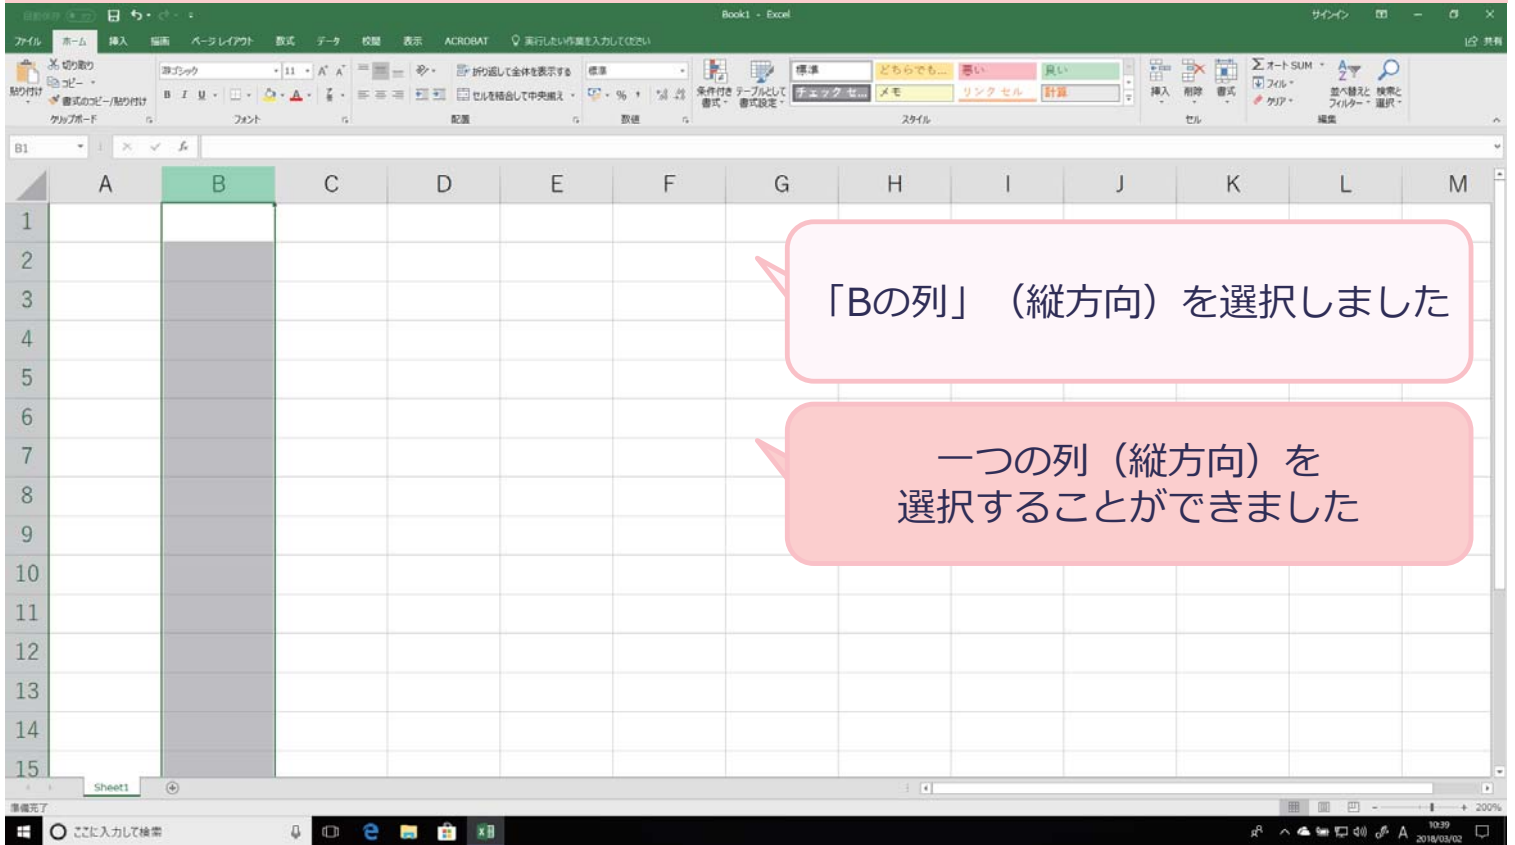 自動保存
Book1 - Excel
サインイン
ファイル ホーム 挿入 描画 ページ レイアウト 数式 データ 校閲 表示 ACROBAT 実行したい作業を入力してください 共有
貼り付け
切り取り
コピー
書式のコピー/貼り付け
クリップボード
游ゴシック 11
B I U
フォント
折り返して全体を表示する
セルを結合して中央揃え
配置
標準
%
数値
条件付き書式
テーブルとして書式設定
標準 どちらでも... 悪い 良い
チェック セ... メモ リンク セル 計算
スタイル
挿入 削除 書式
セル
オート SUM
フィル
クリア
並べ替えと フィルター
検索と 選択
編集
B1
fx
A B C D E F G H I J K L M
1
2
3
4
5
6
7
8
9
10
11
12
13
14
15
「Bの列」（縦方向）を選択しました
一つの列（縦方向）を
選択することができました
Sheet1
準備完了
200%
ここに入力して検索
A
10:39
2018/03/02